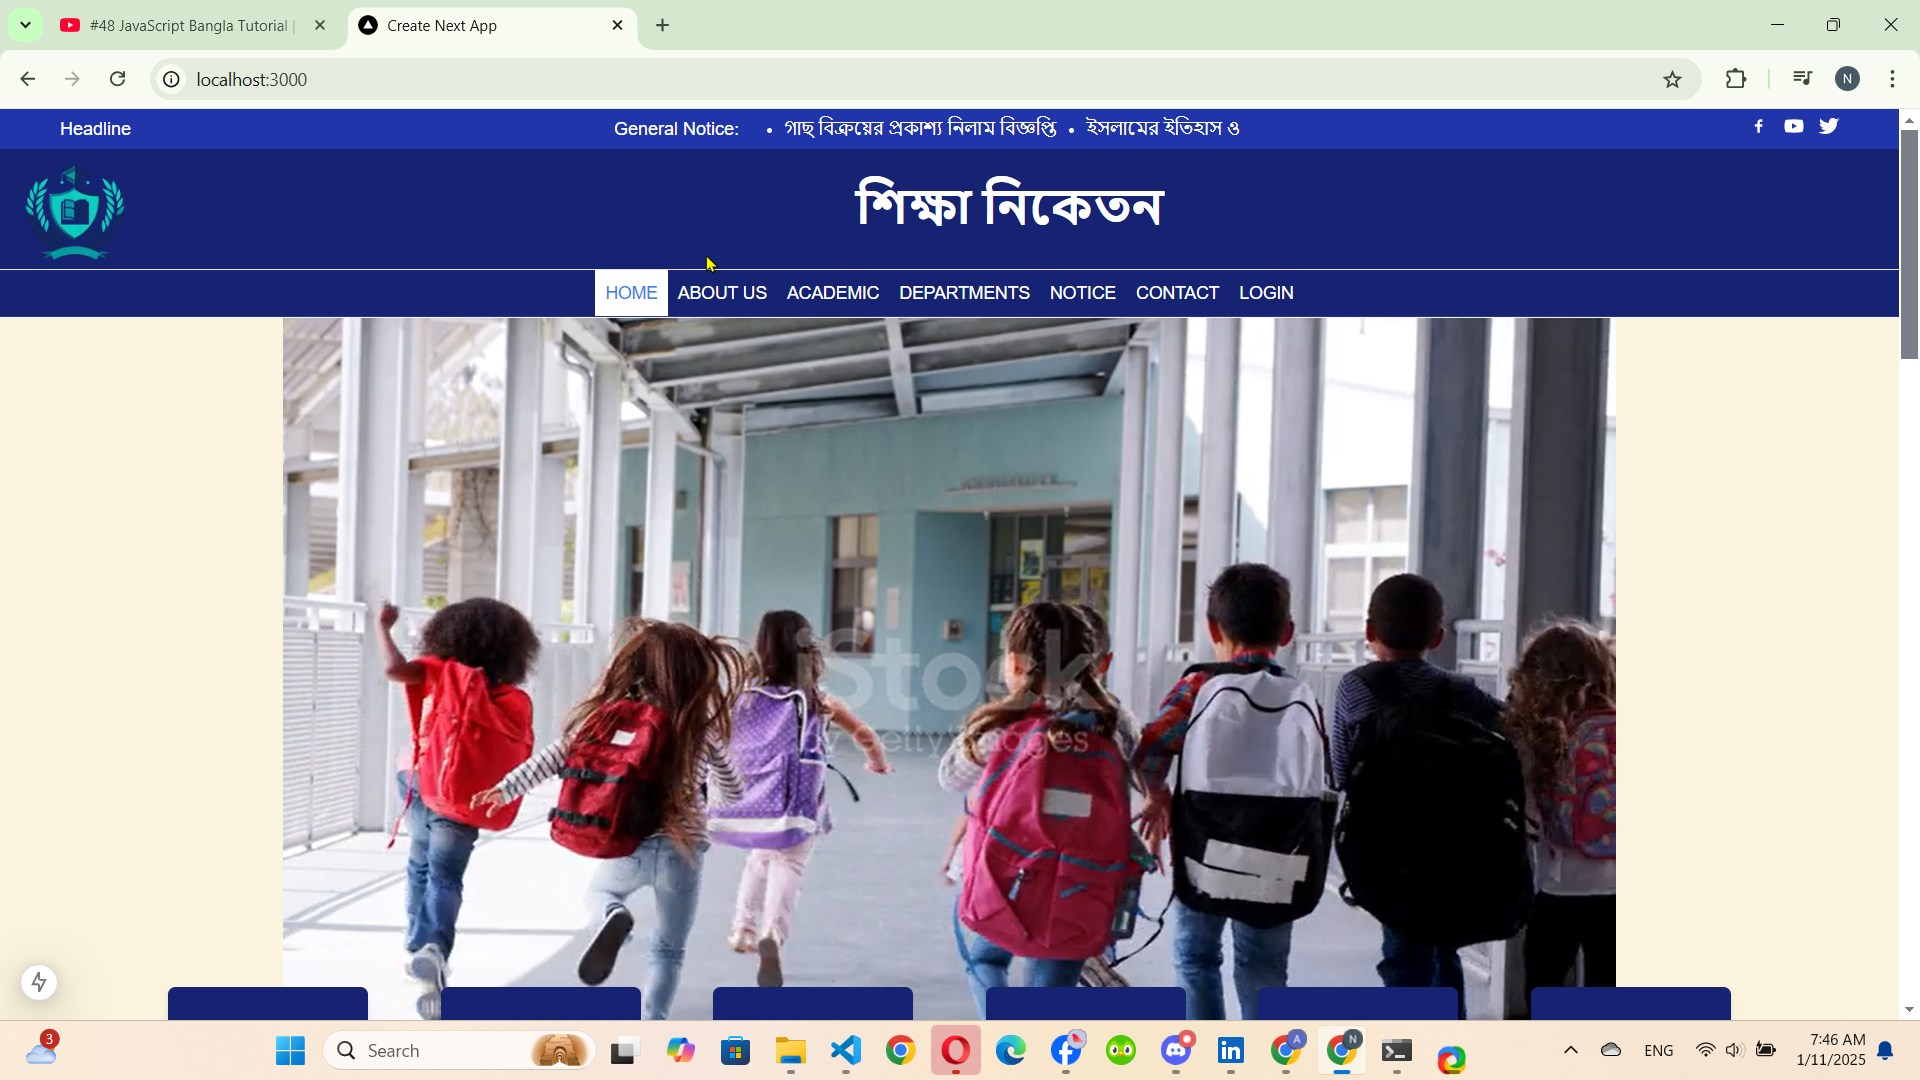 #48 JavaScript Bangla Tutorial |
Create Next App
localhost:3000
N
Headline
General Notice: • গাছ বিক্রয়ের প্রকাশ্য নিলাম বিজ্ঞপ্তি • ইসলামের ইতিহাস ও
শিক্ষা নিকেতন
HOME ABOUT US ACADEMIC DEPARTMENTS NOTICE CONTACT LOGIN
iStock
by Getty Images
3
Search
A
N
ENG
7:46 AM
1/11/2025